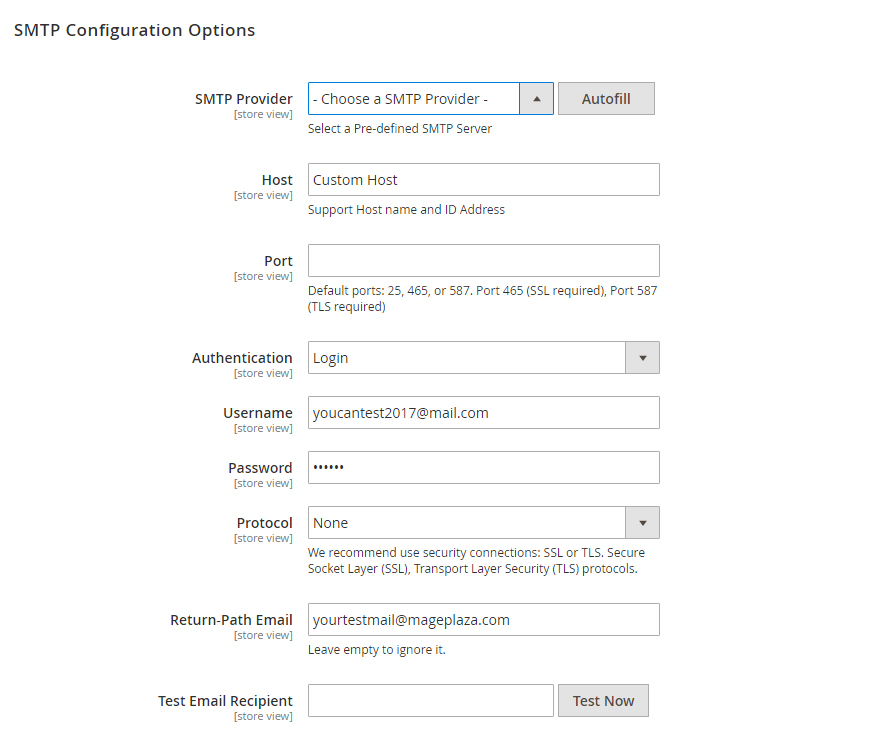 SMTP Configuration Options
SMTP Provider
- Choose a SMTP Provider -
Autofill
[store view]
Select a Pre-defined SMTP Server
Host
Custom Host
[store view]
Support Host name and ID Address
Port
[store view]
Default ports: 25, 465, or 587. Port 465 (SSL required), Port 587
(TLS required)
Authentication
Login
[store view]
Username
youcantest2017@mail.com
[store view]
Password
••••••
[store view]
Protocol
None
[store view]
We recommend use security connections: SSL or TLS. Secure
Socket Layer (SSL), Transport Layer Security (TLS) protocols.
Return-Path Email
yourtestmail@mageplaza.com
[store view]
Leave empty to ignore it.
Test Email Recipient
Test Now
[store view]